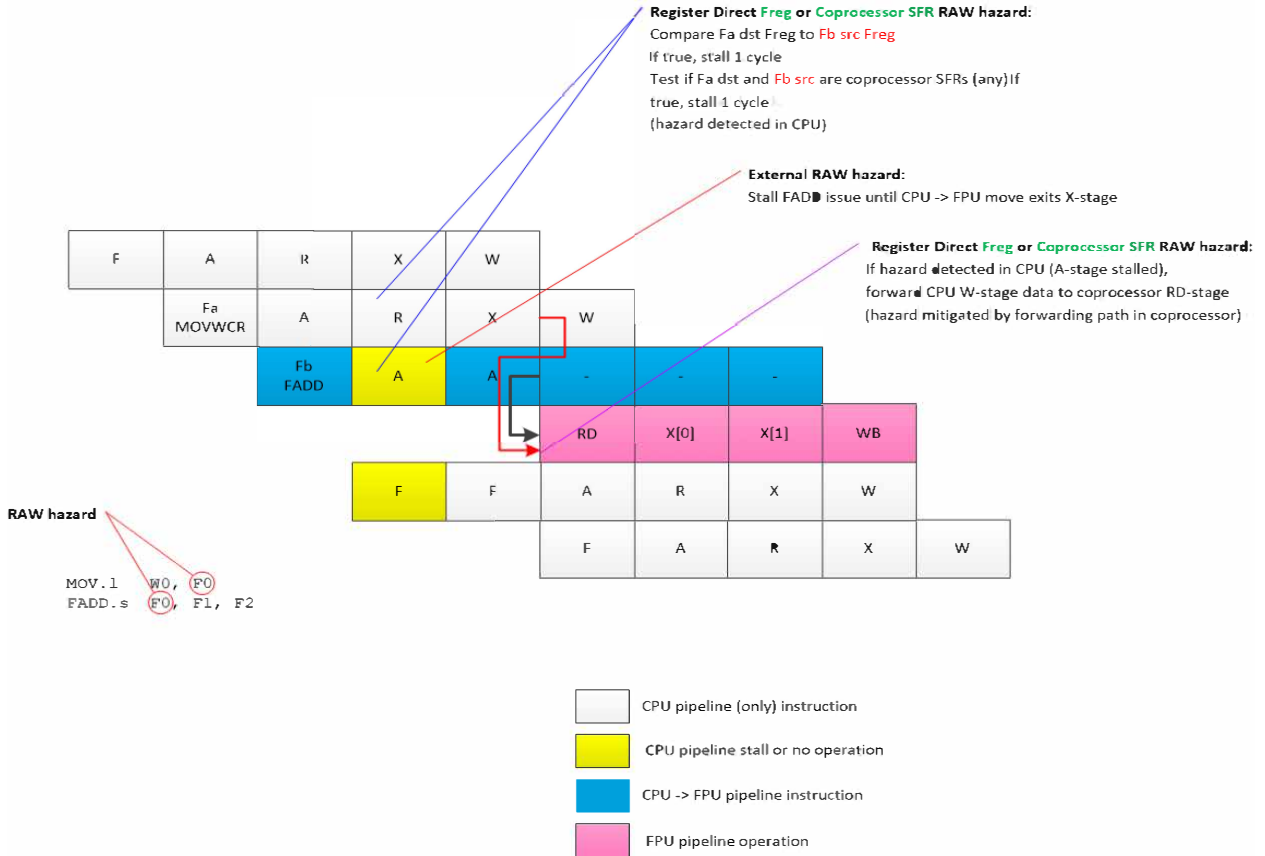 Register Direct Freg or Coprocessor SFR RAW hazard:
Compare Fa dst Freg to Fb src Freg
If true, stall 1 cycle
Test if Fa dst and Fb src are coprocessor SFRs (any)If
true, stall 1 cycle
(hazard detected in CPU)
External RAW hazard:
Stall FADD issue until CPU -> FPU move exits X-stage
Register Direct Freg or Coprocessor SFR RAW hazard:
If hazard detected in CPU (A-stage stalled),
forward CPU W-stage data to coprocessor RD-stage
(hazard mitigated by forwarding path in coprocessor)
F A R X W
Fa
MOVWCR A R X W
Fb
FADD A A - - -
RD X[0] X[1] WB
F F A R X W
F A R X W
RAW hazard
MOV.l W0, F0
FADD.s F0, F1, F2
CPU pipeline (only) instruction
CPU pipeline stall or no operation
CPU -> FPU pipeline instruction
FPU pipeline operation